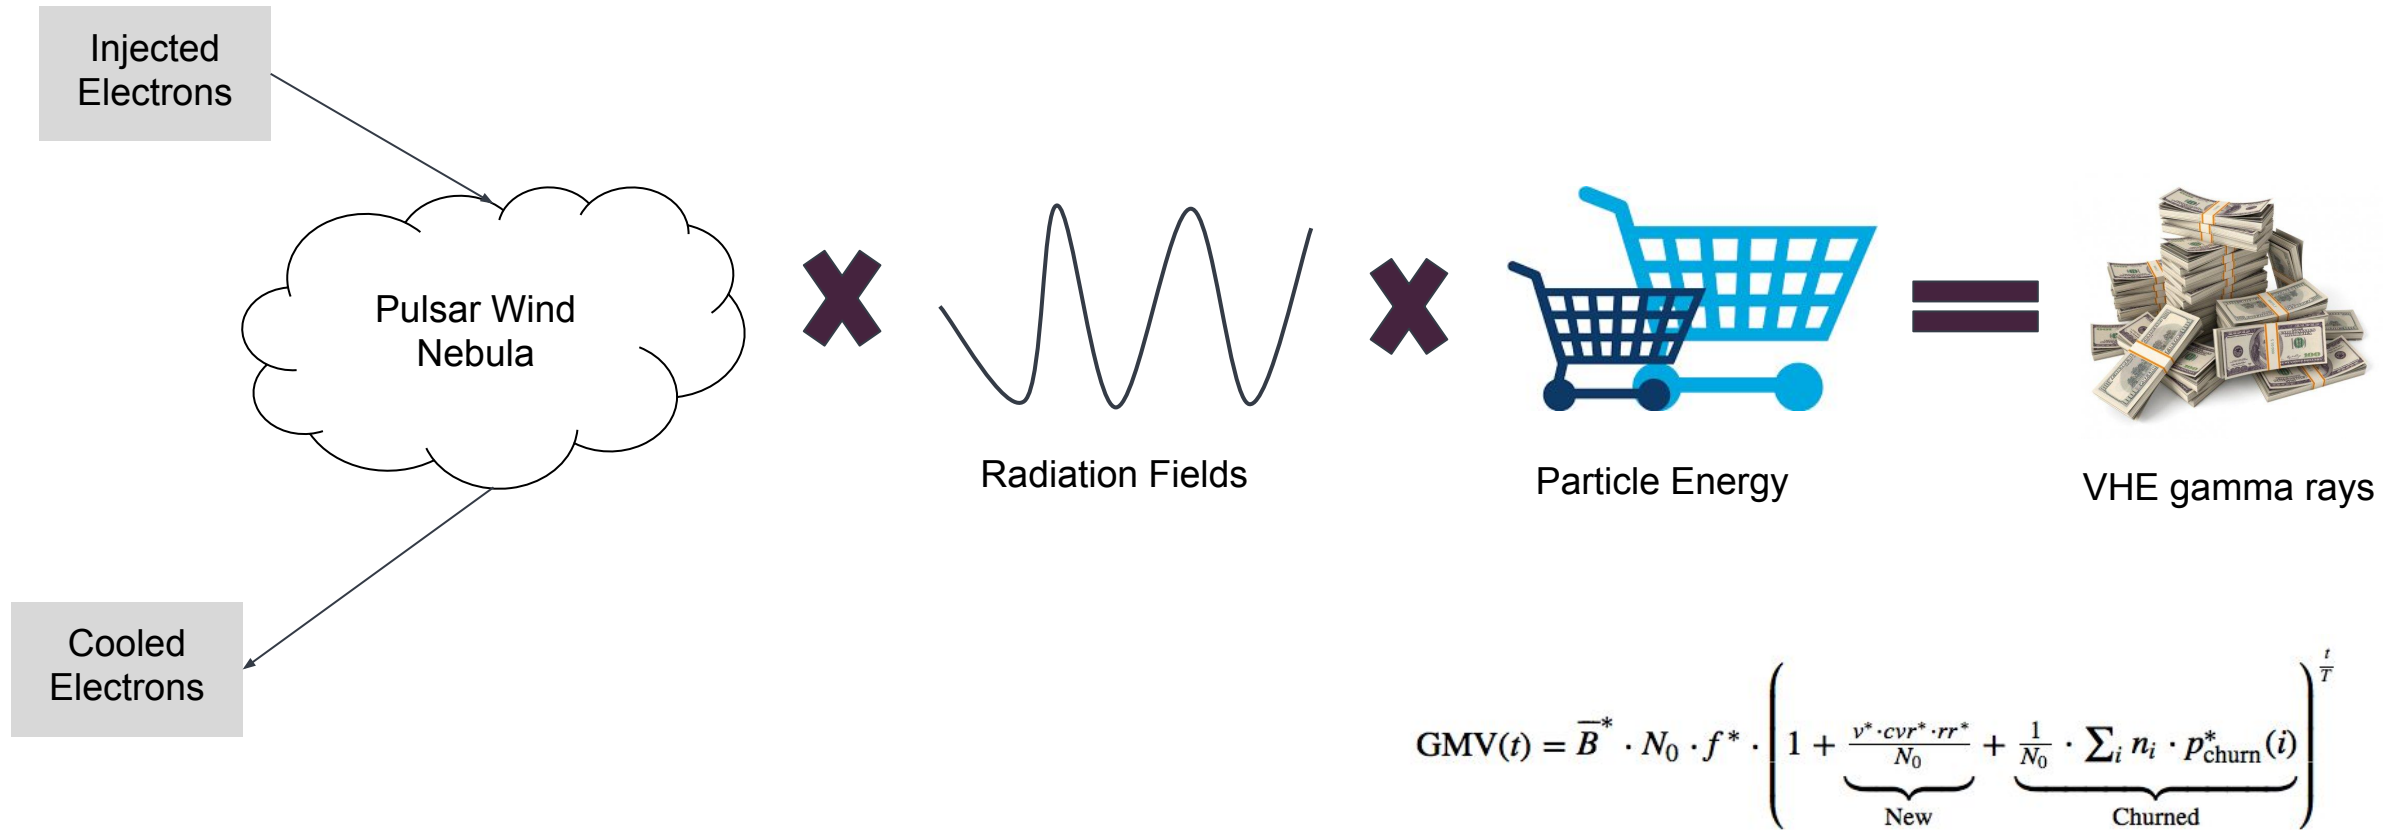 Injected
Electrons
Pulsar Wind
Nebula
Radiation Fields
Particle Energy
VHE gamma rays
Cooled
Electrons
GMV(t) = B̅* · N₀ · f* · (1 + v*·cvr*·rr*/N₀ + 1/N₀ · ∑ᵢ nᵢ · p*churn(i))^(t/T)
New
Churned